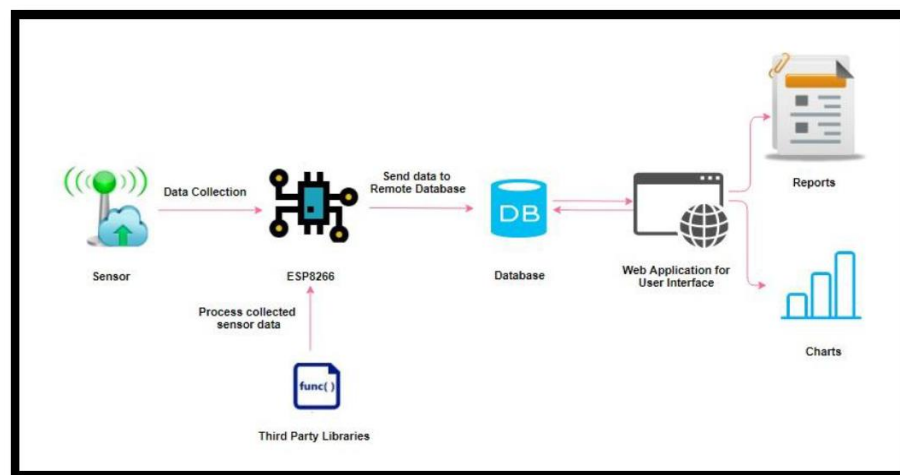 Send data to
Remote Database
Data Collection
DB
Reports
Sensor
ESP8266
Database
Web Application for
User Interface
Process collected
sensor data
func( )
Charts
Third Party Libraries